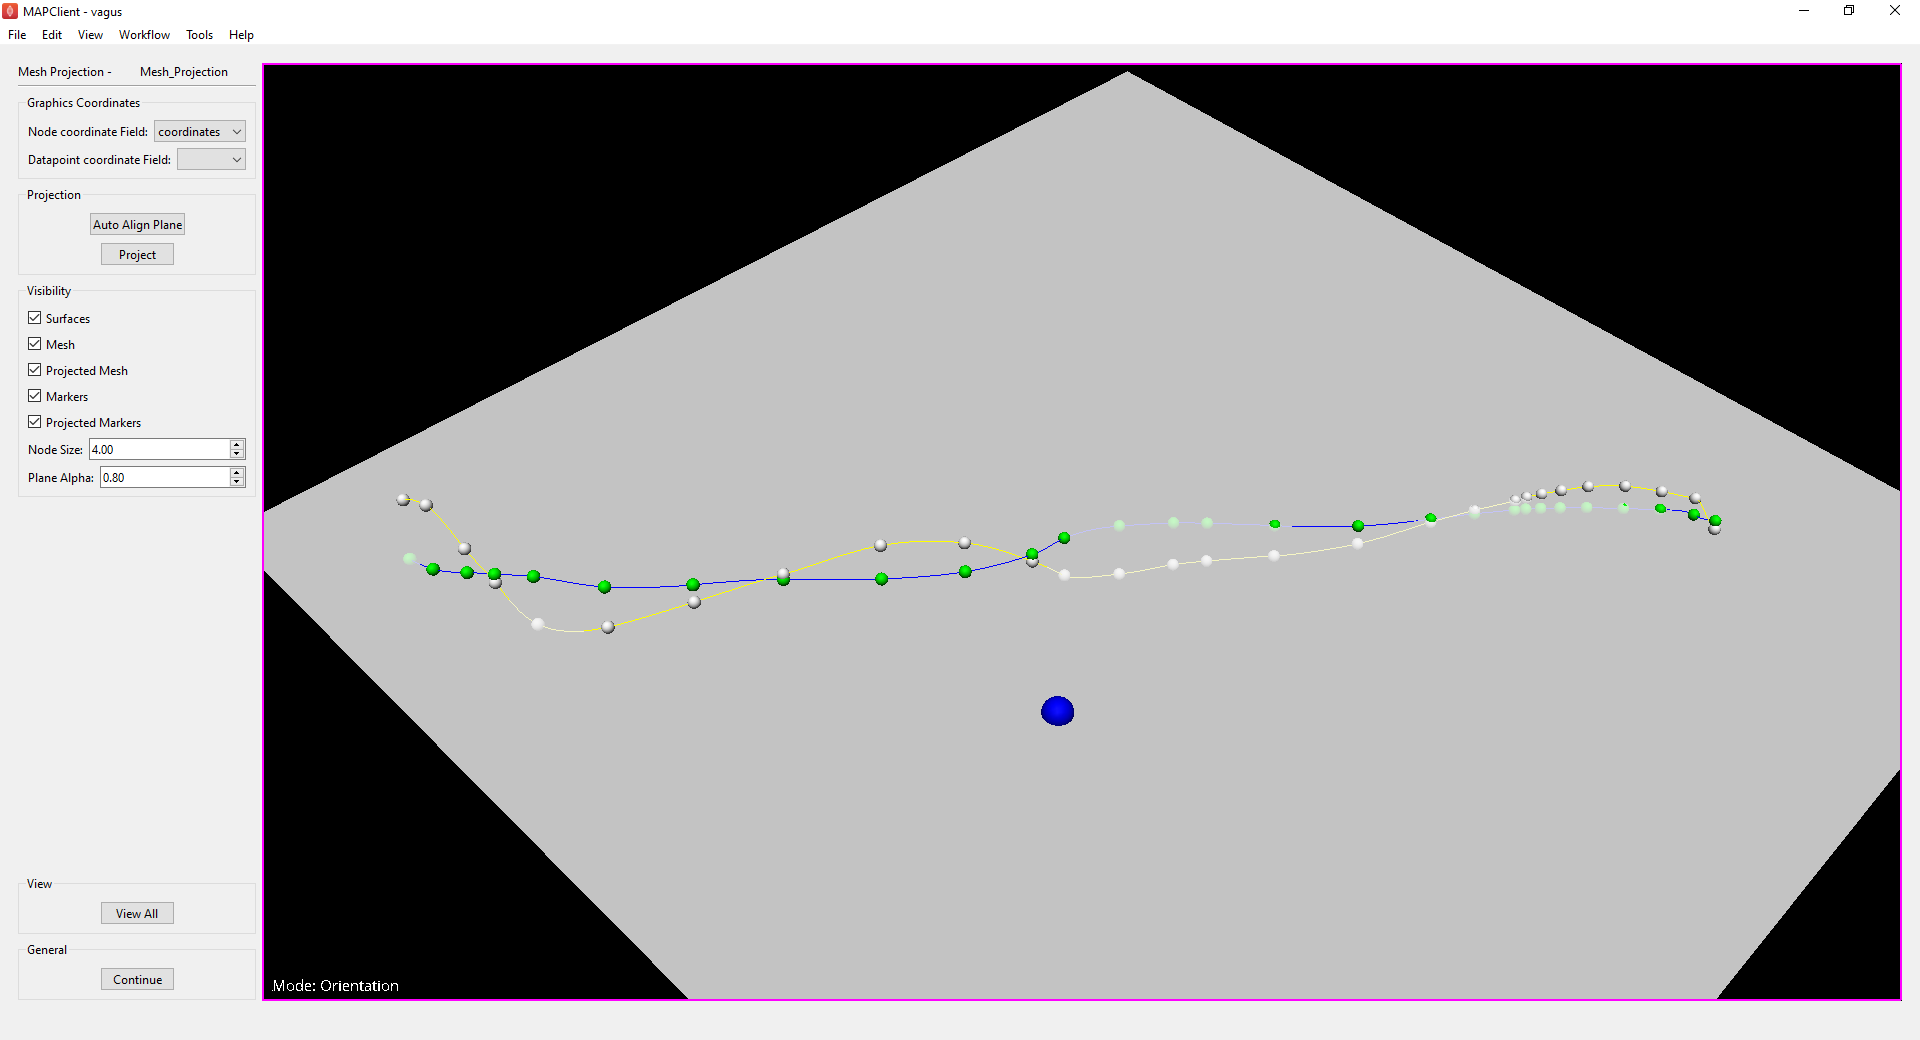 MAPClient - vagus
File Edit View Workflow Tools Help
Mesh Projection - Mesh_Projection
Graphics Coordinates
Node coordinate Field: coordinates
Datapoint coordinate Field:
Projection
Auto Align Plane
Project
Visibility
Surfaces
Mesh
Projected Mesh
Markers
Projected Markers
Node Size: 4.00
Plane Alpha: 0.80
View
View All
General
Continue
Mode: Orientation